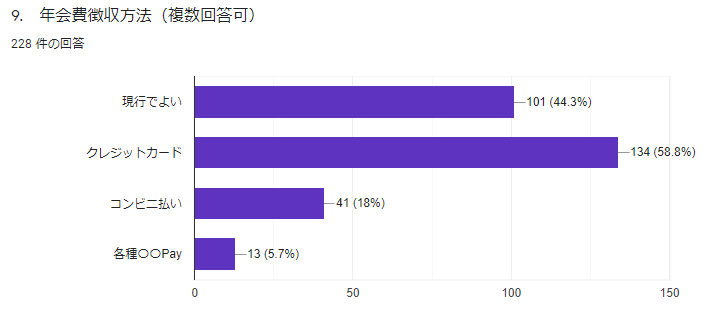 9. 年会費徴収方法（複数回答可）
228 件の回答
現行でよい
101 (44.3%)
クレジットカード
134 (58.8%)
コンビニ払い
41 (18%)
各種〇〇Pay
13 (5.7%)
0
50
100
150